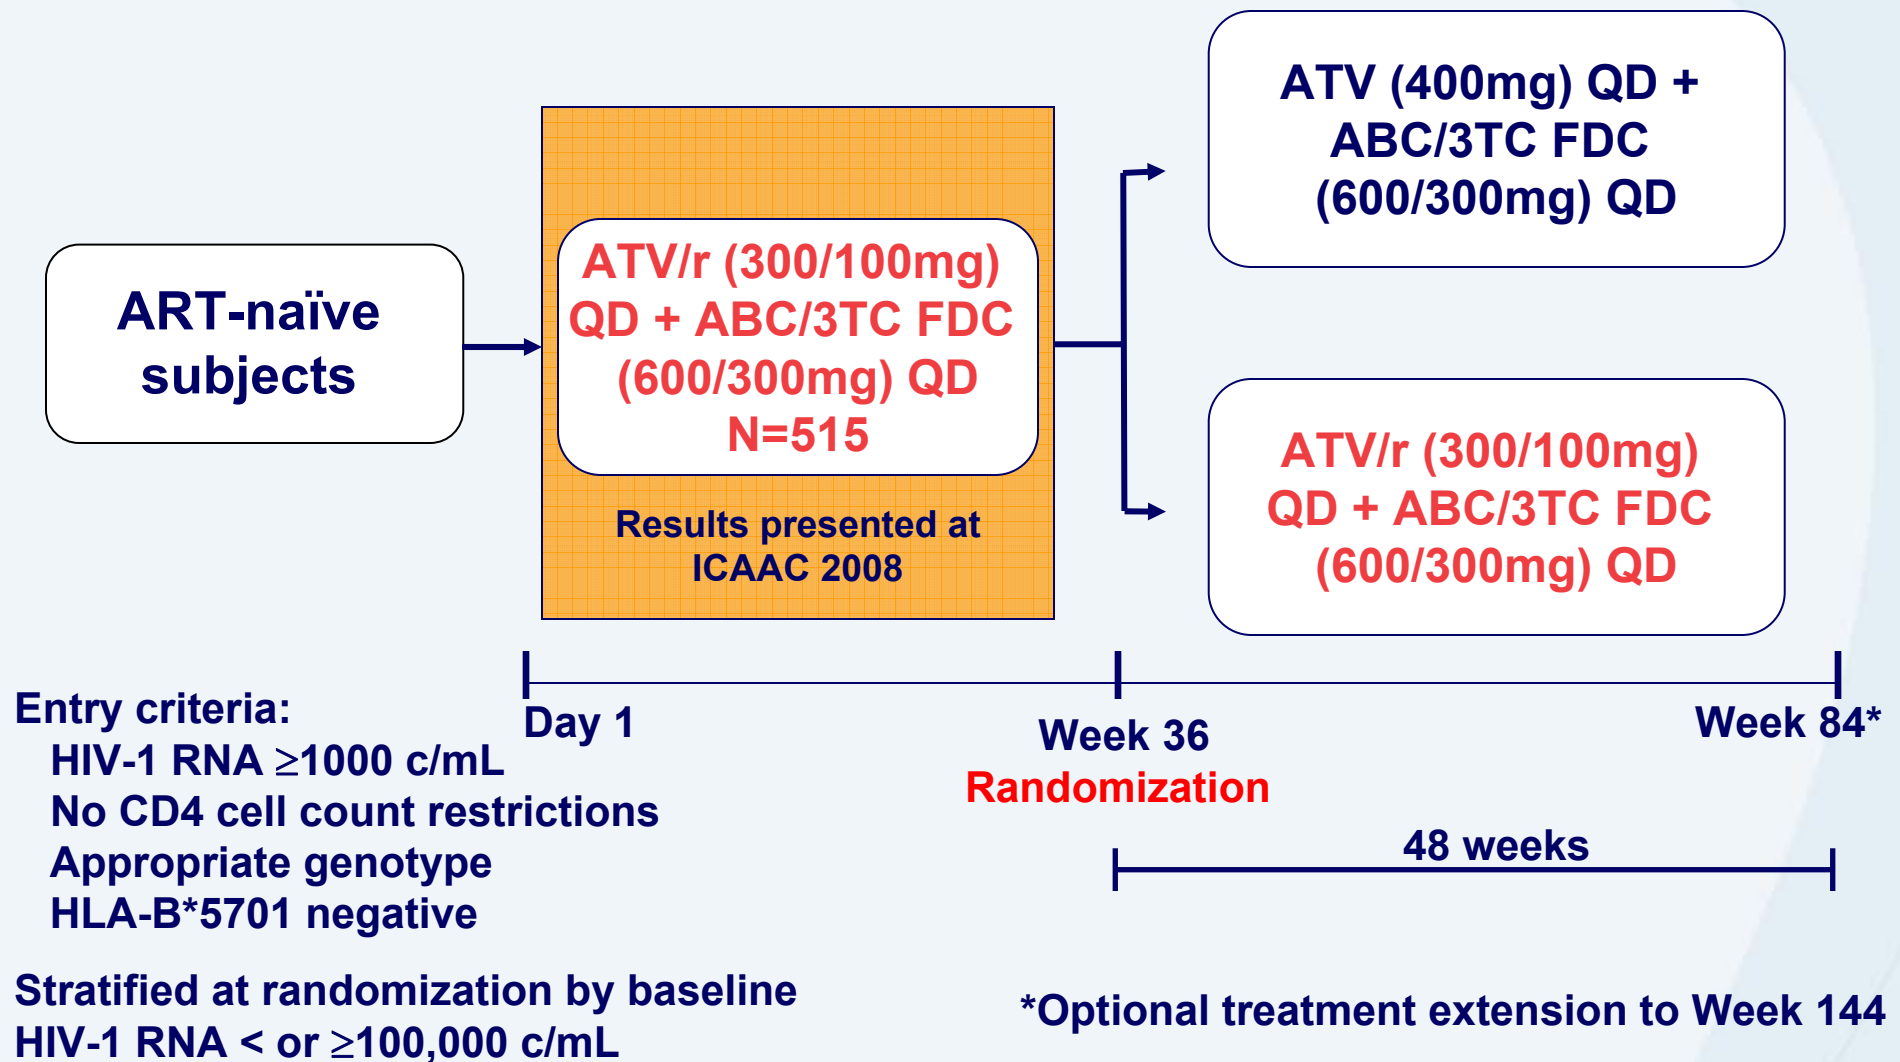 ART-naïve
subjects
ATV/r (300/100mg)
QD + ABC/3TC FDC
(600/300mg) QD
N=515
Results presented at
ICAAC 2008
ATV (400mg) QD +
ABC/3TC FDC
(600/300mg) QD
ATV/r (300/100mg)
QD + ABC/3TC FDC
(600/300mg) QD
Day 1
Week 36
Randomization
Week 84*
48 weeks
Entry criteria:
HIV-1 RNA ≥1000 c/mL
No CD4 cell count restrictions
Appropriate genotype
HLA-B*5701 negative
Stratified at randomization by baseline
HIV-1 RNA < or ≥100,000 c/mL
*Optional treatment extension to Week 144